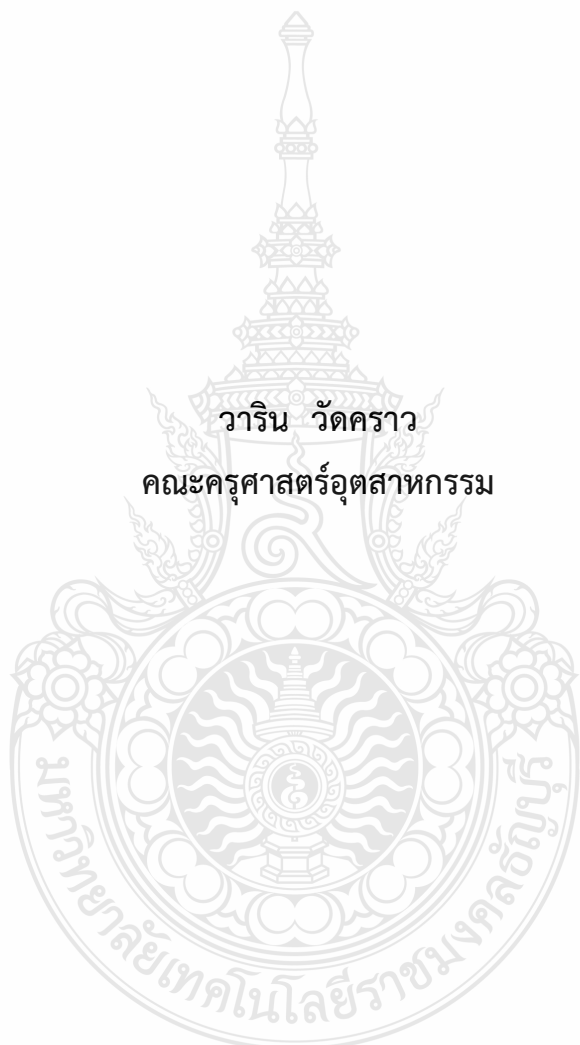 วาริน วัดคราว
คณะครุศาสตร์อุตสาหกรรม
มหาวิทยาลัยเทคโนโลยีราชมงคลธัญบุรี